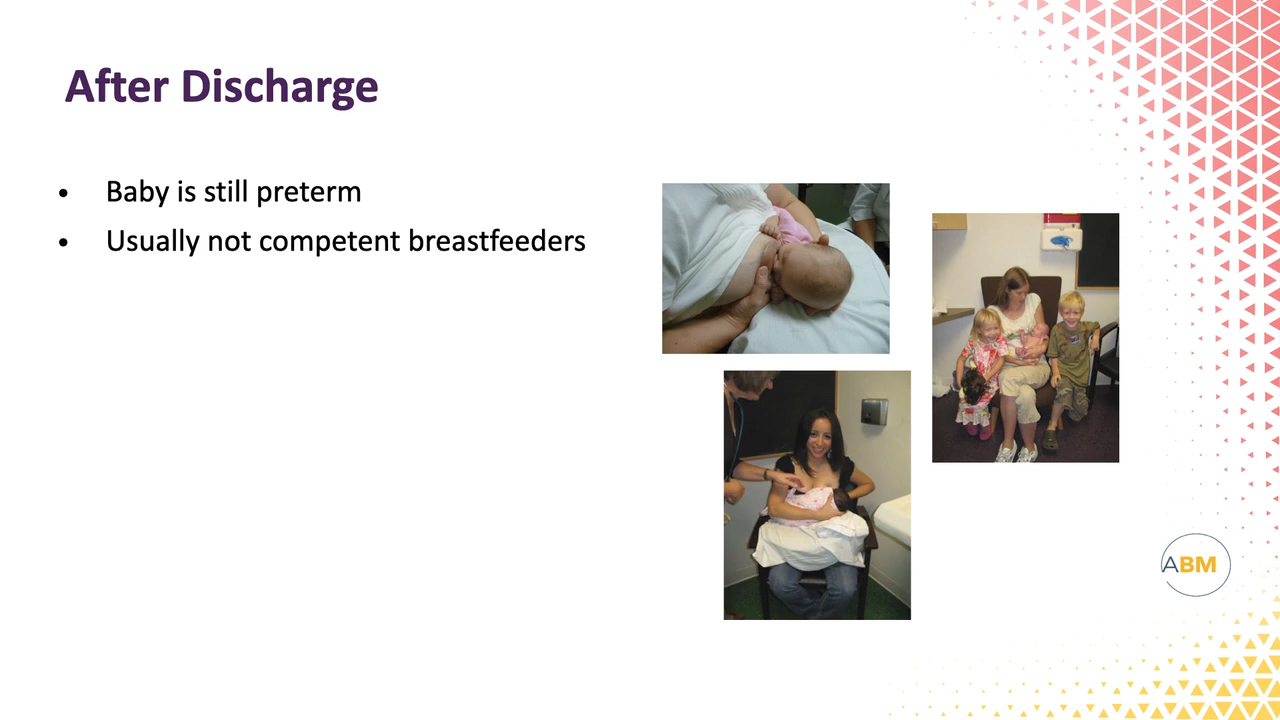 After Discharge
• Baby is still preterm
• Usually not competent breastfeeders
ABM